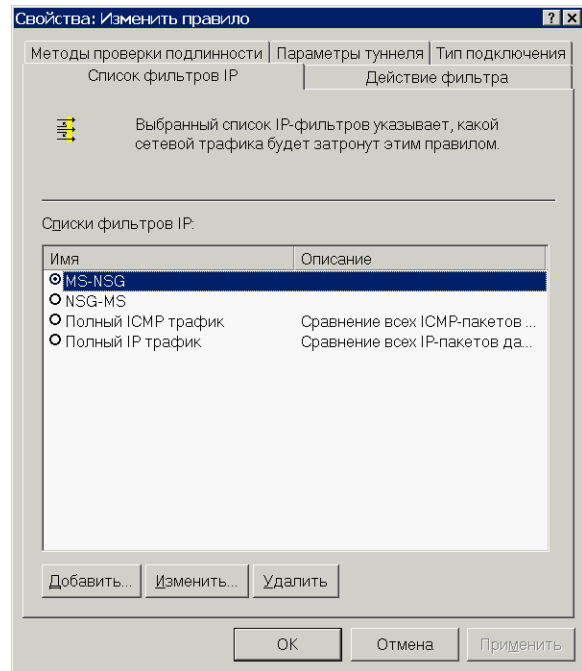 Свойства: Изменить правило
Методы проверки подлинности Параметры туннеля Тип подключения
Список фильтров IP Действие фильтра
Выбранный список IP-фильтров указывает, какой
сетевой трафика будет затронут этим правилом.
Списки фильтров IP:
Имя Описание
MS-NSG
NSG-MS
Полный ICMP трафик Сравнение всех ICMP-пакетов ...
Полный IP трафик Сравнение всех IP-пакетов да...
Добавить... Изменить... Удалить
OK Отмена Применить